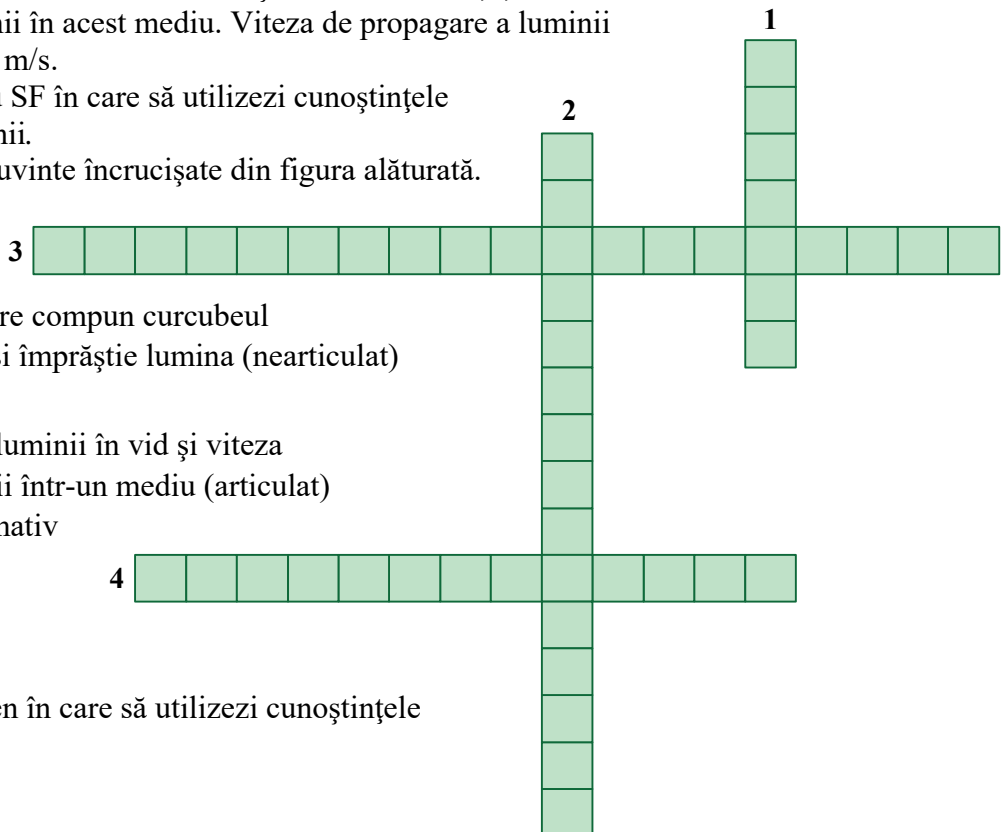 ii în acest mediu. Viteza de propagare a luminii
1
m/s.
SF în care să utilizezi cunoştinţele
2
nii.
uvinte încrucişate din figura alăturată.
3
re compun curcubeul
și împrăştie lumina (nearticulat)
luminii în vid şi viteza
ii într-un mediu (articulat)
nativ
4
en în care să utilizezi cunoştinţele